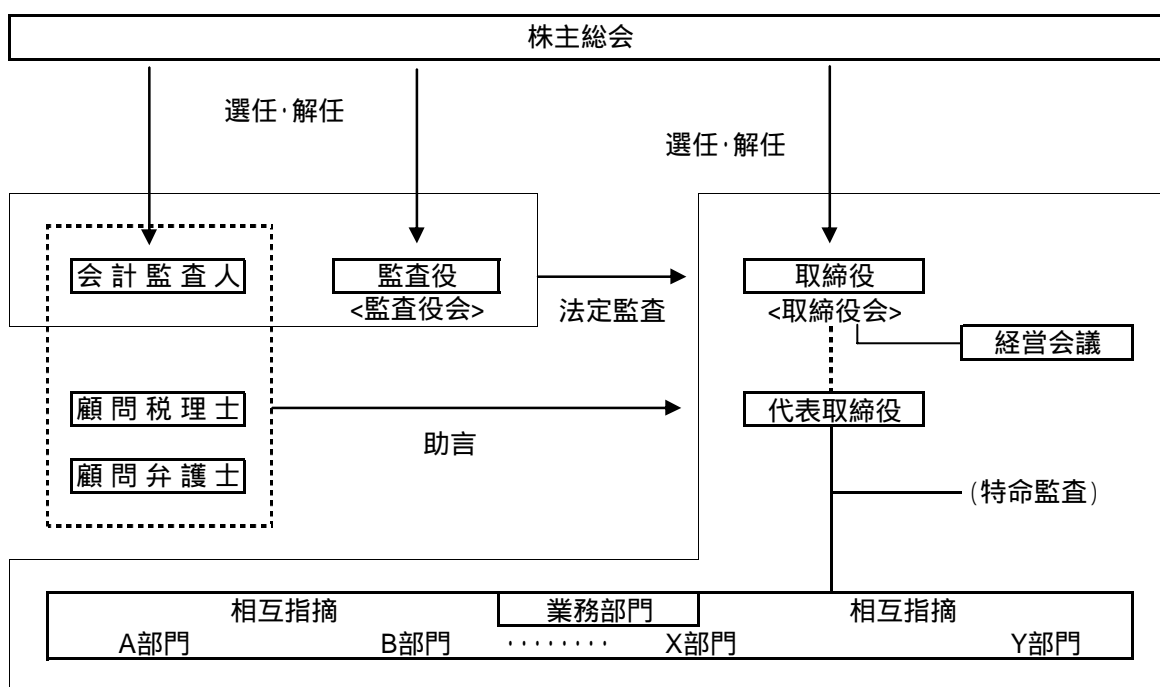 株主総会
選任・解任
選任・解任
会計監査人
監査役
<監査役会>
法定監査
取締役
<取締役会>
経営会議
顧問税理士
助言
代表取締役
顧問弁護士
(特命監査)
相互指摘
業務部門
相互指摘
A部門 B部門 ········ X部門 Y部門